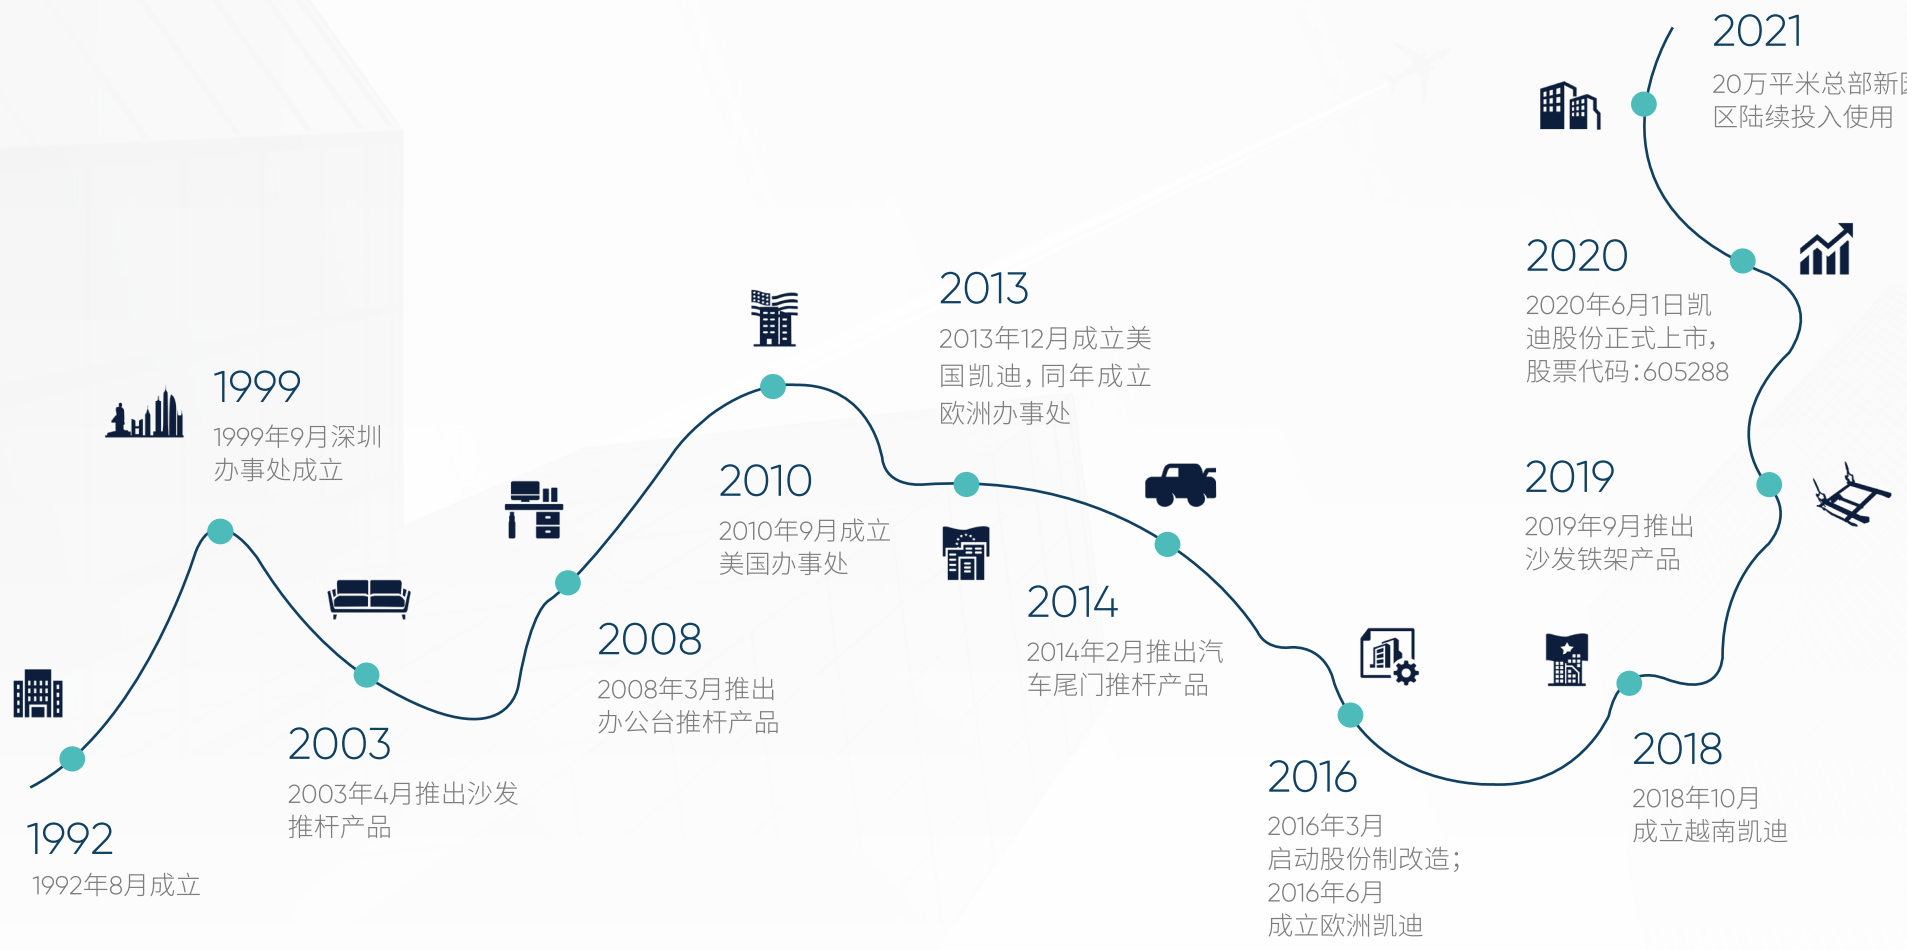 1992
1992年8月成立
1999
1999年9月深圳
办事处成立
2003
2003年4月推出沙发
推杆产品
2008
2008年3月推出
办公台推杆产品
2010
2010年9月成立
美国办事处
2013
2013年12月成立美
国凯迪，同年成立
欧洲办事处
2014
2014年2月推出汽
车尾门推杆产品
2016
2016年3月
启动股份制改造；
2016年6月
成立欧洲凯迪
2018
2018年10月
成立越南凯迪
2019
2019年9月推出
沙发铁架产品
2020
2020年6月1日凯
迪股份正式上市，
股票代码：605288
2021
20万平米总部新
区陆续投入使用